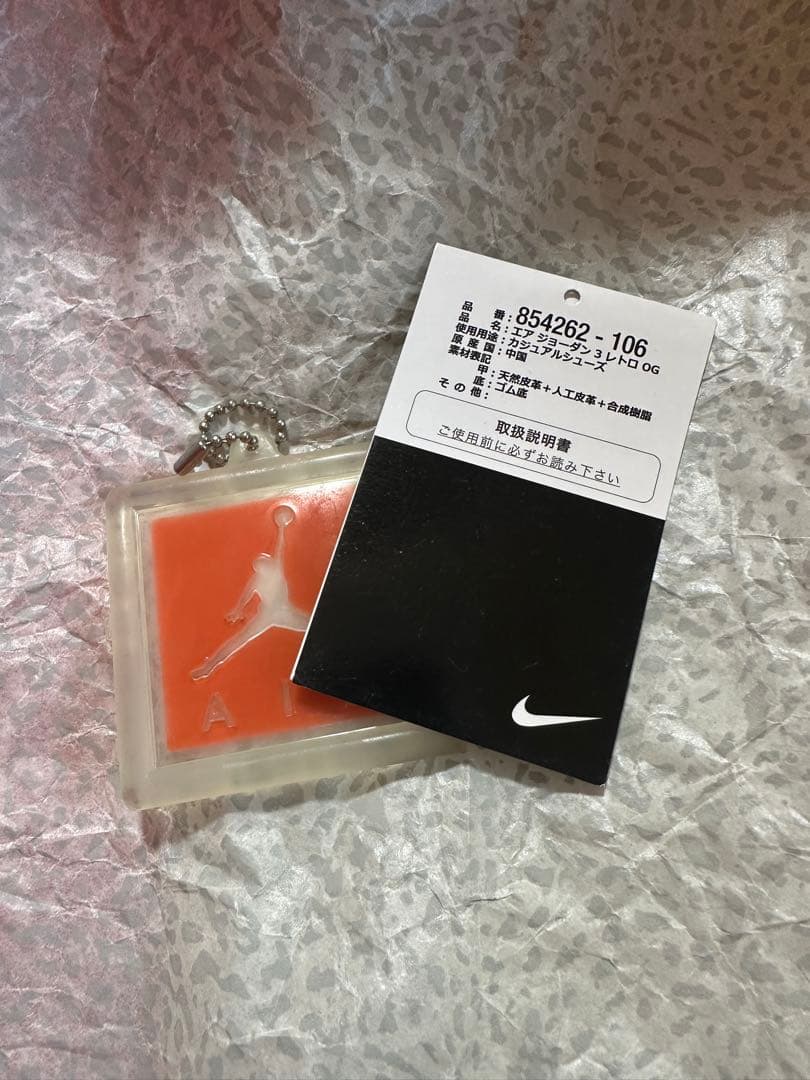 品番：854262 - 106
品名：エア ジョーダン 3 レトロ OG
使用用途：カジュアルシューズ
原産国：中国
素材表記
甲：天然皮革＋人工皮革＋合成樹脂
底：ゴム底
その他：
取扱説明書
ご使用前に必ずお読み下さい
A I